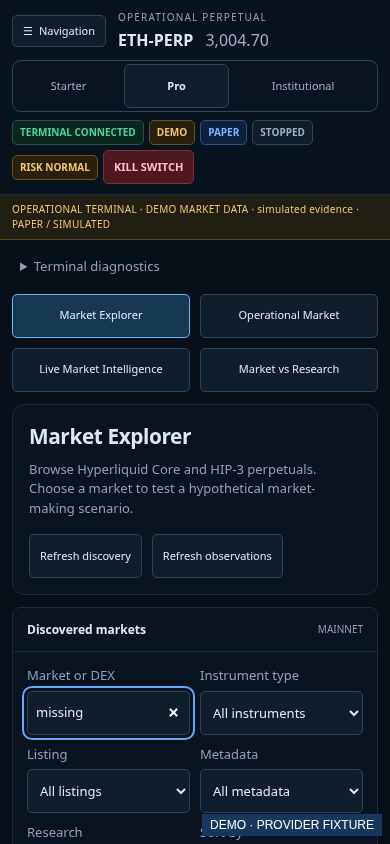 ☰ Navigation
OPERATIONAL PERPETUAL
ETH-PERP 3,004.70
Starter
Pro
Institutional
TERMINAL CONNECTED
DEMO
PAPER
STOPPED
RISK NORMAL
KILL SWITCH
OPERATIONAL TERMINAL · DEMO MARKET DATA · simulated evidence ·
PAPER / SIMULATED
▶ Terminal diagnostics
Market Explorer
Operational Market
Live Market Intelligence
Market vs Research
Market Explorer
Browse Hyperliquid Core and HIP-3 perpetuals.
Choose a market to test a hypothetical market-
making scenario.
Refresh discovery
Refresh observations
Discovered markets
MAINNET
Market or DEX
Instrument type
missing
All instruments
Listing
Metadata
All listings
All metadata
Research
Sort by
DEMO · PROVIDER FIXTURE